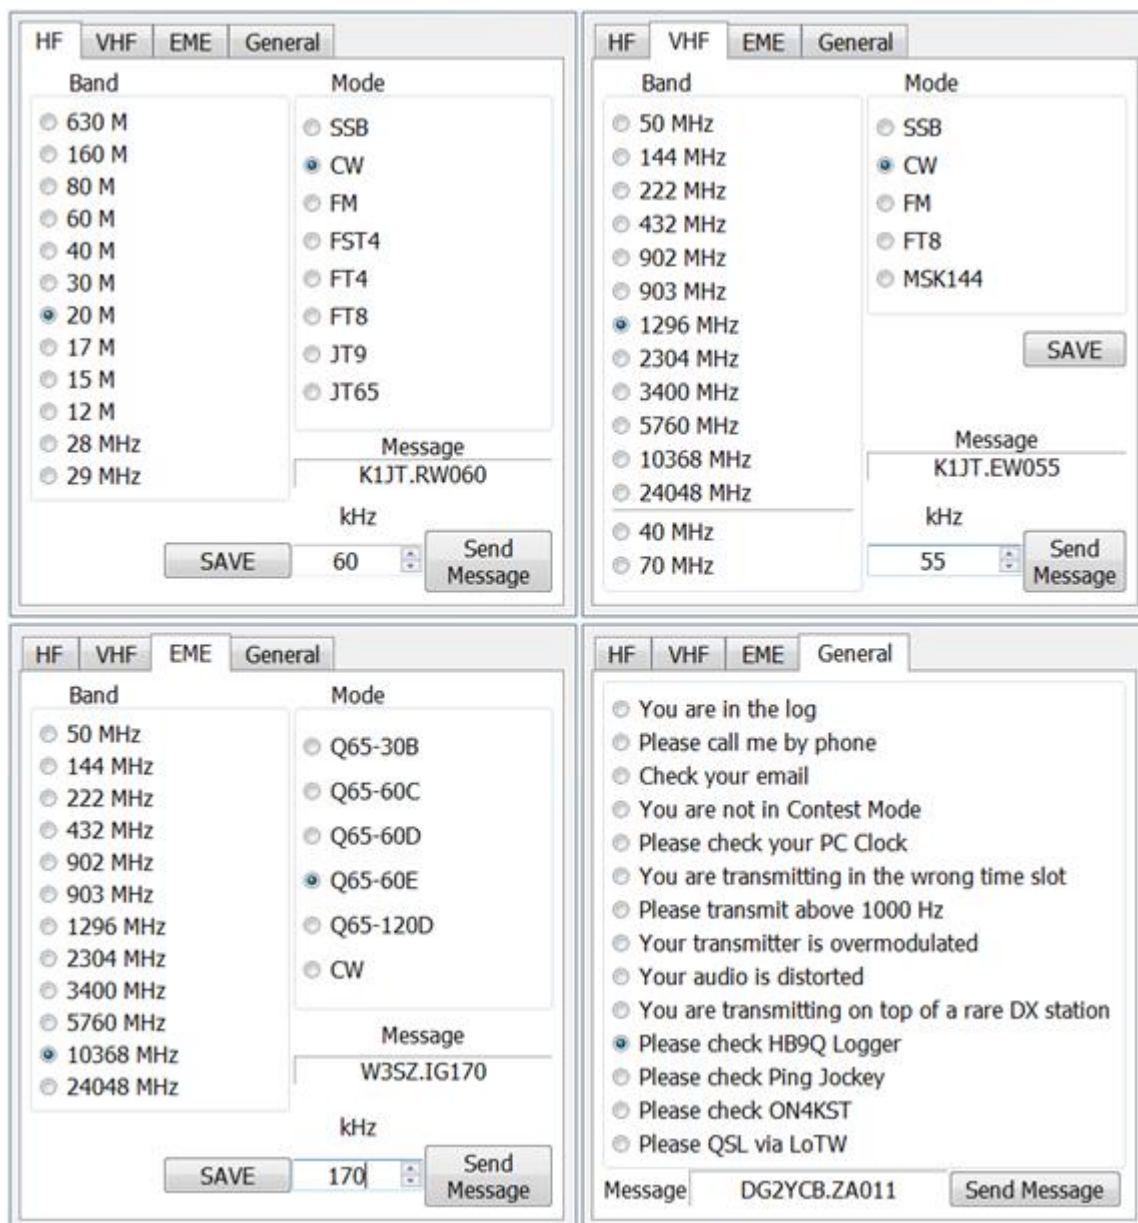 HF VHF EME General
Band Mode
630 M
160 M
80 M
60 M
40 M
30 M
20 M
17 M
15 M
12 M
28 MHz
29 MHz
SSB
CW
FM
FST4
FT4
FT8
JT9
JT65
Message
K1JT.RW060
kHz
SAVE 60 Send
Message
HF VHF EME General
Band Mode
50 MHz
144 MHz
222 MHz
432 MHz
902 MHz
903 MHz
1296 MHz
2304 MHz
3400 MHz
5760 MHz
10368 MHz
24048 MHz
40 MHz
70 MHz
SSB
CW
FM
FT8
MSK144
SAVE
Message
K1JT.EW055
kHz
55 Send
Message
HF VHF EME General
Band Mode
50 MHz
144 MHz
222 MHz
432 MHz
902 MHz
903 MHz
1296 MHz
2304 MHz
3400 MHz
5760 MHz
10368 MHz
24048 MHz
Q65-30B
Q65-60C
Q65-60D
Q65-60E
Q65-120D
CW
Message
W3SZ.IG170
kHz
SAVE 170 Send
Message
HF VHF EME General
You are in the log
Please call me by phone
Check your email
You are not in Contest Mode
Please check your PC Clock
You are transmitting in the wrong time slot
Please transmit above 1000 Hz
Your transmitter is overmodulated
Your audio is distorted
You are transmitting on top of a rare DX station
Please check HB9Q Logger
Please check Ping Jockey
Please check ON4KST
Please QSL via LoTW
Message DG2YCB.ZA011 Send Message